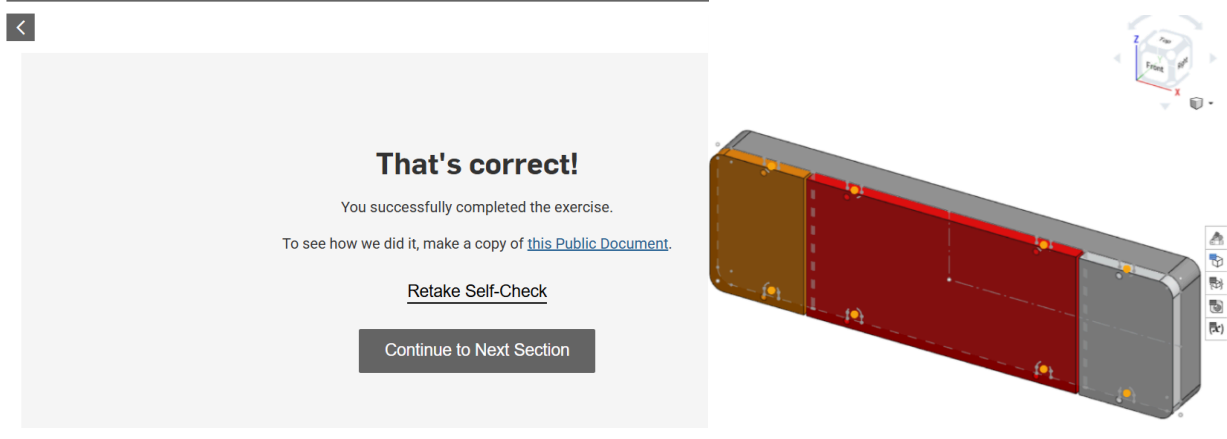 That's correct!
You successfully completed the exercise.
To see how we did it, make a copy of this Public Document.
Retake Self-Check
Continue to Next Section
Z
Top
Front
Right
X
(x)